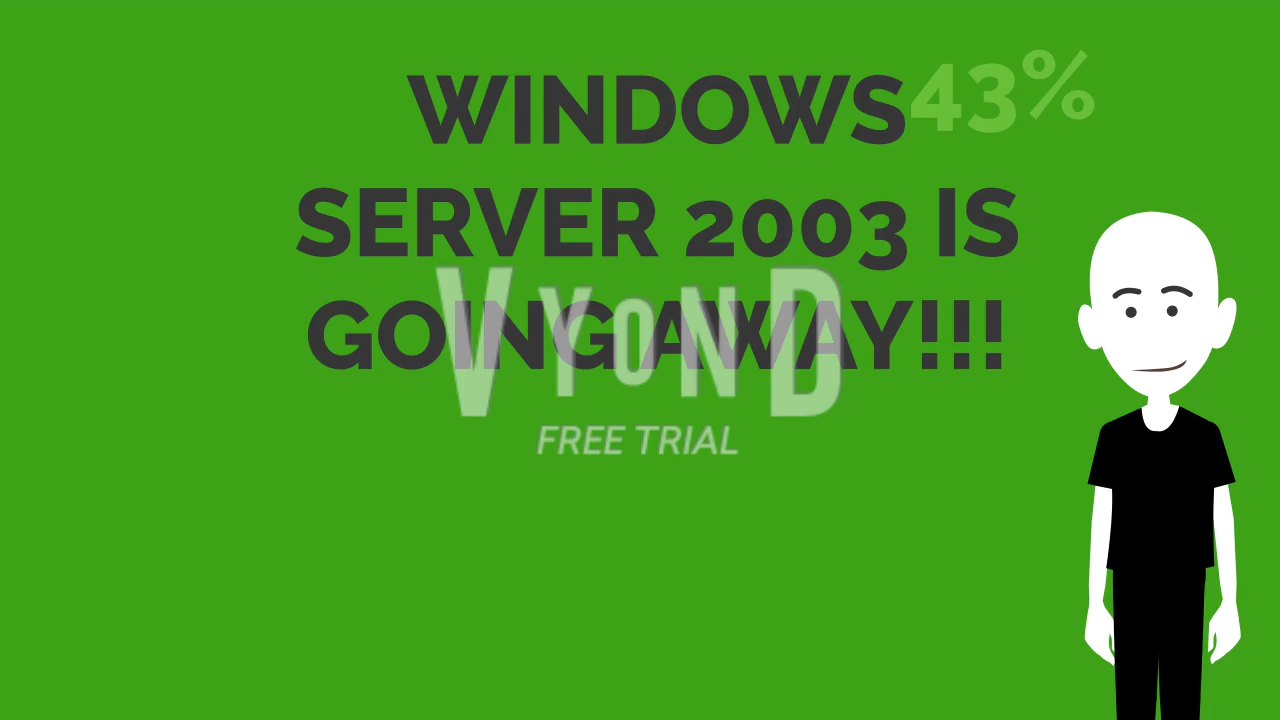 WINDOWS
43%
SERVER 2003 IS
GOING AWAY!!!
VYOND
FREE TRIAL